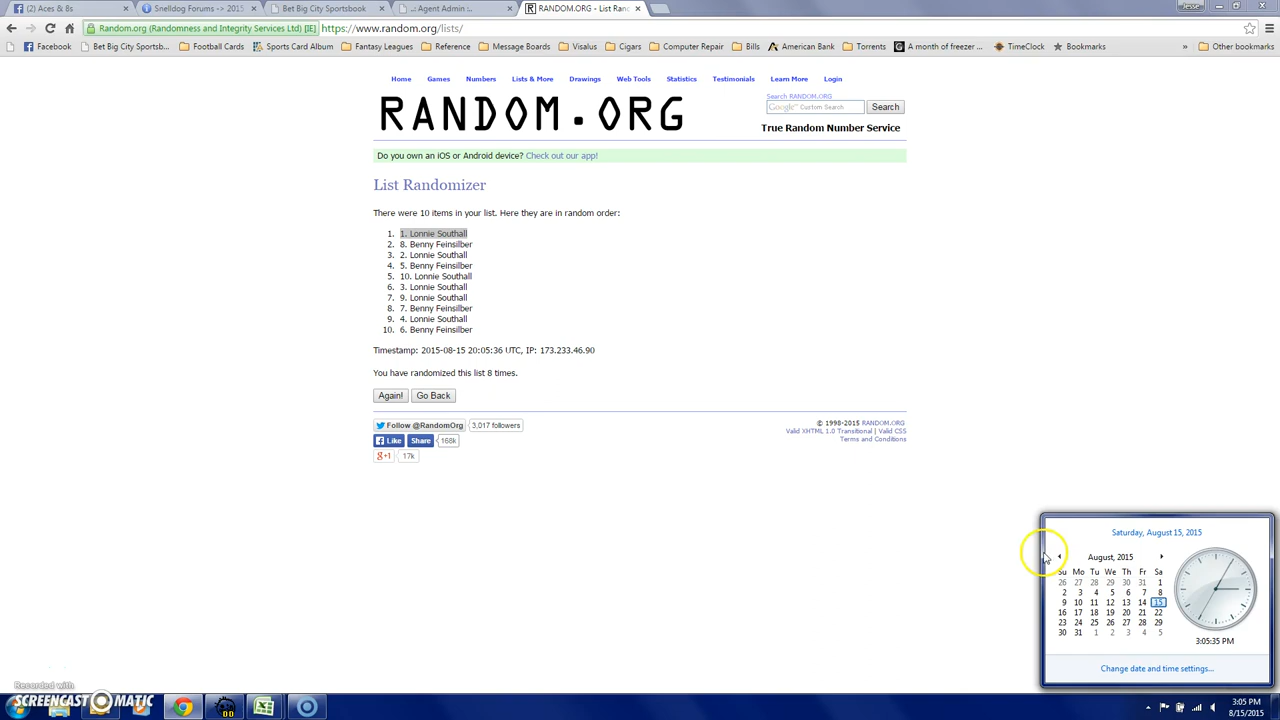 Jesse
(2) Aces & 8s
Snelldog Forums -> 2015
Bet Big City Sportsbook
..:Agent Admin :..
RANDOM.ORG - List Ran
Random.org (Randomness and Integrity Services Ltd) [IE] https://www.random.org/lists/
Facebook Bet Big City Sportsb... Football Cards Sports Card Album Fantasy Leagues Reference Message Boards Visalus Cigars Computer Repair Bills American Bank Torrents A month of freezer ... TimeClock Bookmarks » Other bookmarks
Home Games Numbers Lists & More Drawings Web Tools Statistics Testimonials Learn More Login
RANDOM.ORG
Search RANDOM.ORG
Google™ Custom Search Search
True Random Number Service
Do you own an iOS or Android device? Check out our app!
List Randomizer
There were 10 items in your list. Here they are in random order:
1. 1. Lonnie Southall
2. 8. Benny Feinsilber
3. 2. Lonnie Southall
4. 5. Benny Feinsilber
5. 10. Lonnie Southall
6. 3. Lonnie Southall
7. 9. Lonnie Southall
8. 7. Benny Feinsilber
9. 4. Lonnie Southall
10. 6. Benny Feinsilber
Timestamp: 2015-08-15 20:05:36 UTC, IP: 173.233.46.90
You have randomized this list 8 times.
Again! Go Back
Follow @RandomOrg 3,017 followers
Like Share 168k
g+1 17k
© 1998-2015 RANDOM.ORG
Valid XHTML 1.0 Transitional | Valid CSS
Terms and Conditions
Saturday, August 15, 2015
August, 2015
Su Mo Tu We Th Fr Sa
26 27 28 29 30 31 1
2 3 4 5 6 7 8
9 10 11 12 13 14 15
16 17 18 19 20 21 22
23 24 25 26 27 28 29
30 31 1 2 3 4 5
3:05:35 PM
Change date and time settings...
Recorded with
SCREENCAST-O-MATIC
3:05 PM
8/15/2015